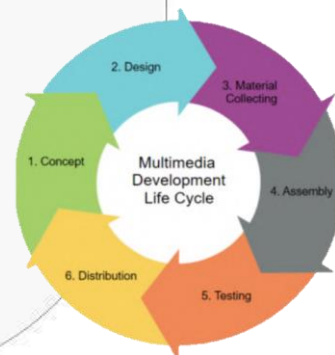 Multimedia
Development
Life Cycle
1. Concept
2. Design
3. Material
Collecting
4. Assembly
5. Testing
6. Distribution